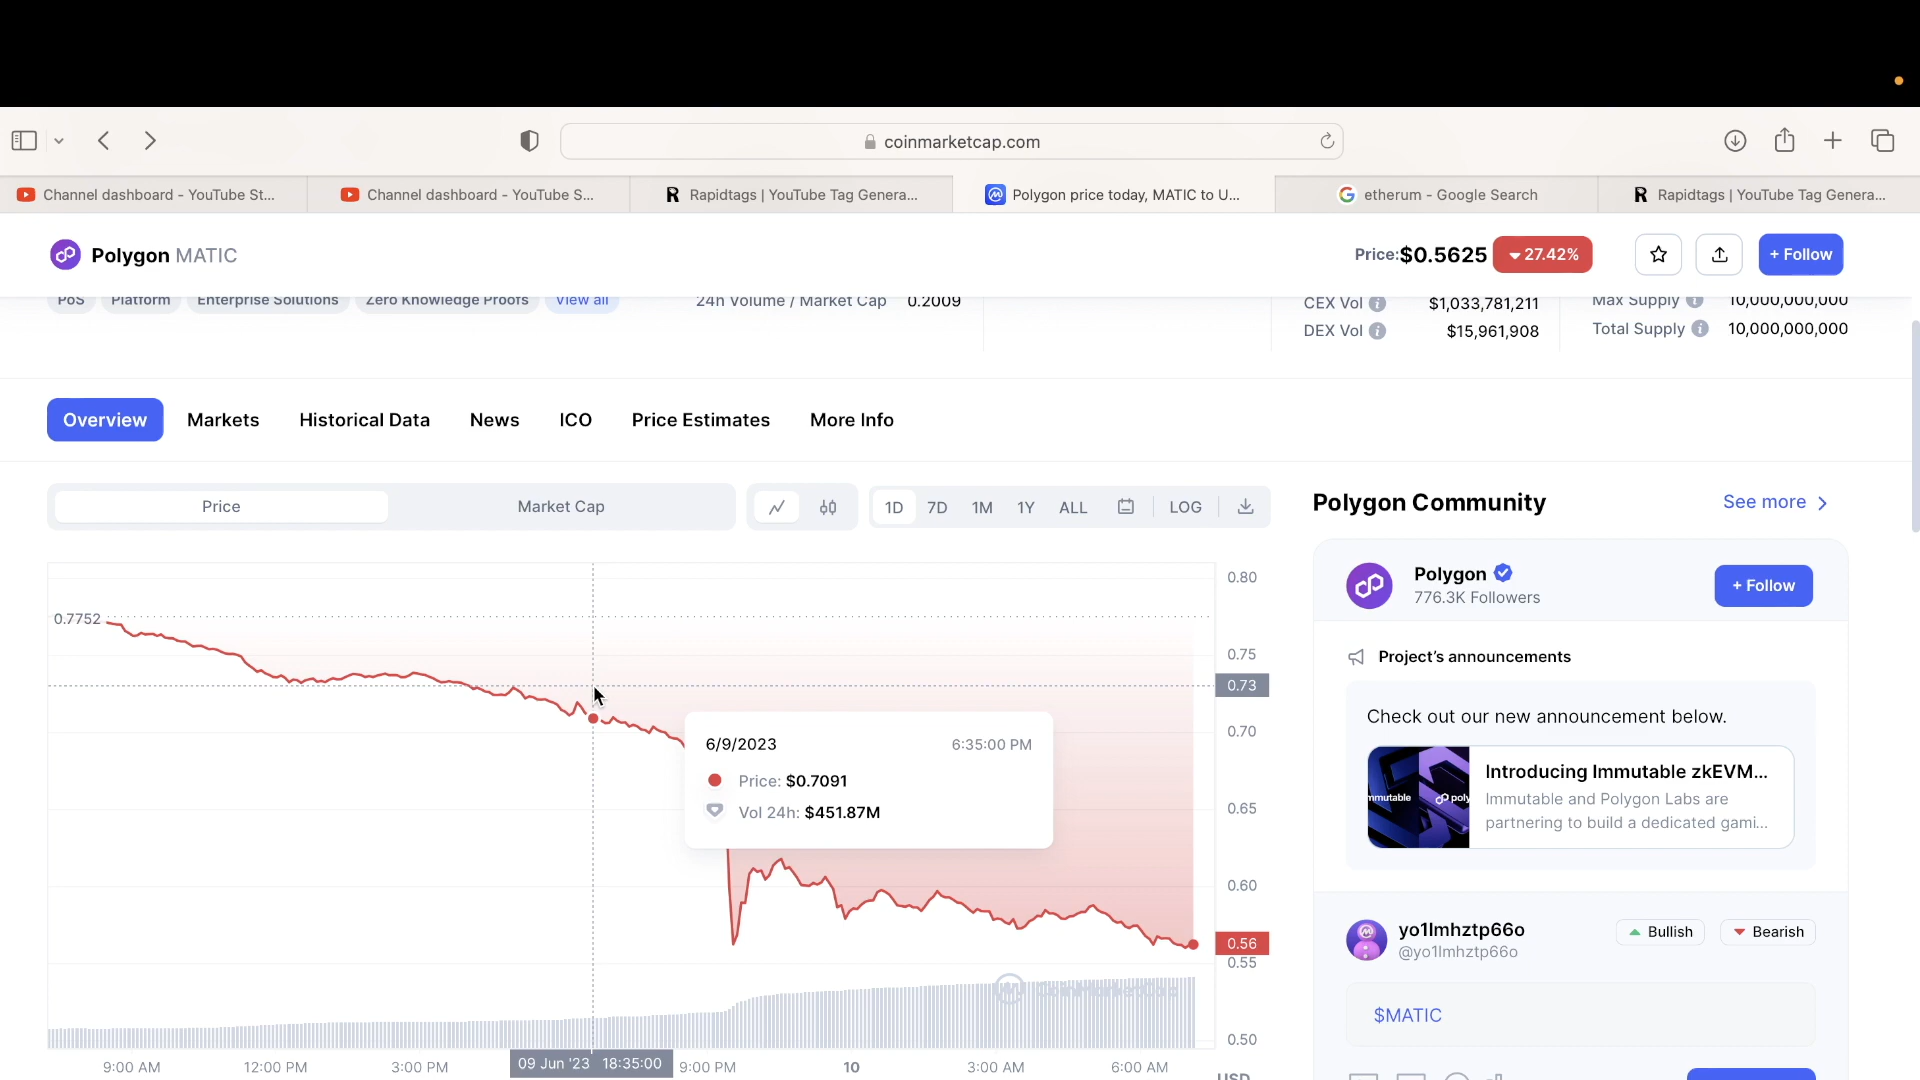 coinmarketcap.com
Channel dashboard - YouTube St...
Channel dashboard - YouTube S...
Rapidtags | YouTube Tag Genera...
Polygon price today, MATIC to U...
etherum - Google Search
Rapidtags | YouTube Tag Genera...
Polygon MATIC
Price:$0.5625
27.42%
+ Follow
PoS
Platform
Enterprise Solutions
Zero Knowledge Proofs
View all
24h Volume / Market Cap 0.2009
CEX Vol $1,033,781,211
DEX Vol $15,961,908
Max Supply 10,000,000,000
Total Supply 10,000,000,000
Overview
Markets
Historical Data
News
ICO
Price Estimates
More Info
Price
Market Cap
1D 7D 1M 1Y ALL LOG
0.7752
0.80
0.75
0.73
0.70
0.65
0.60
0.56
0.55
0.50
6/9/2023 6:35:00 PM
Price: $0.7091
Vol 24h: $451.87M
CoinMarketCap
9:00 AM
12:00 PM
3:00 PM
09 Jun '23 18:35:00
9:00 PM
10
3:00 AM
6:00 AM
USD
Polygon Community
See more
Polygon
776.3K Followers
+ Follow
Project's announcements
Check out our new announcement below.
Introducing Immutable zkEVM...
Immutable and Polygon Labs are
partnering to build a dedicated gami...
yo1lmhztp66o
@yo1lmhztp66o
Bullish
Bearish
$MATIC